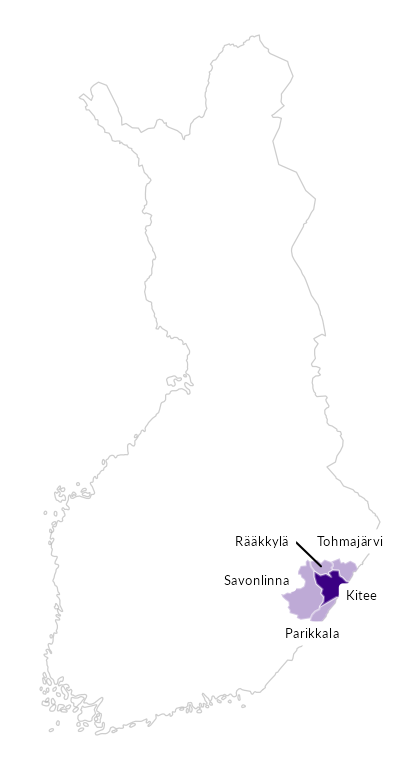 Rääkkylä
Tohmajärvi
Savonlinna
Kitee
Parikkala